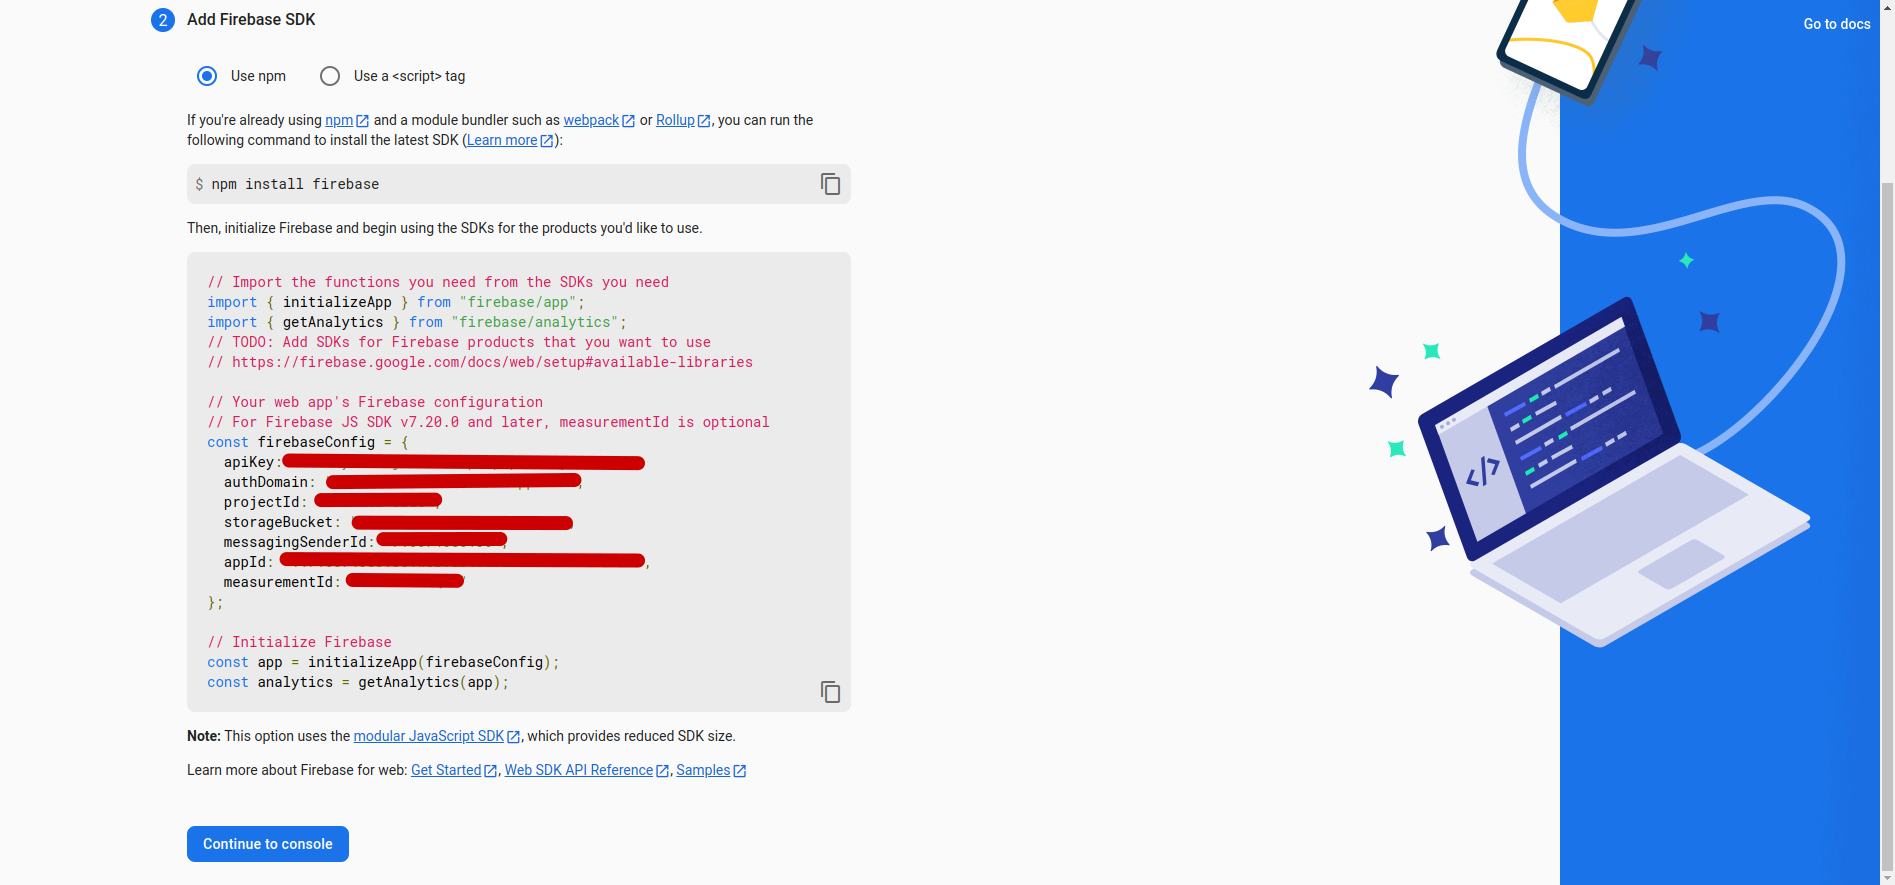 Go to docs
2 Add Firebase SDK
Use npm Use a <script> tag
If you're already using npm and a module bundler such as webpack or Rollup, you can run the
following command to install the latest SDK (Learn more):
$ npm install firebase
Then, initialize Firebase and begin using the SDKs for the products you'd like to use.
// Import the functions you need from the SDKs you need
import { initializeApp } from "firebase/app";
import { getAnalytics } from "firebase/analytics";
// TODO: Add SDKs for Firebase products that you want to use
// https://firebase.google.com/docs/web/setup#available-libraries
// Your web app's Firebase configuration
// For Firebase JS SDK v7.20.0 and later, measurementId is optional
const firebaseConfig = {
apiKey:
authDomain: ,
projectId: ,
storageBucket:
messagingSenderId: ,
appId: ,
measurementId:
};
// Initialize Firebase
const app = initializeApp(firebaseConfig);
const analytics = getAnalytics(app);
Note: This option uses the modular JavaScript SDK, which provides reduced SDK size.
Learn more about Firebase for web: Get Started, Web SDK API Reference, Samples
Continue to console
</>